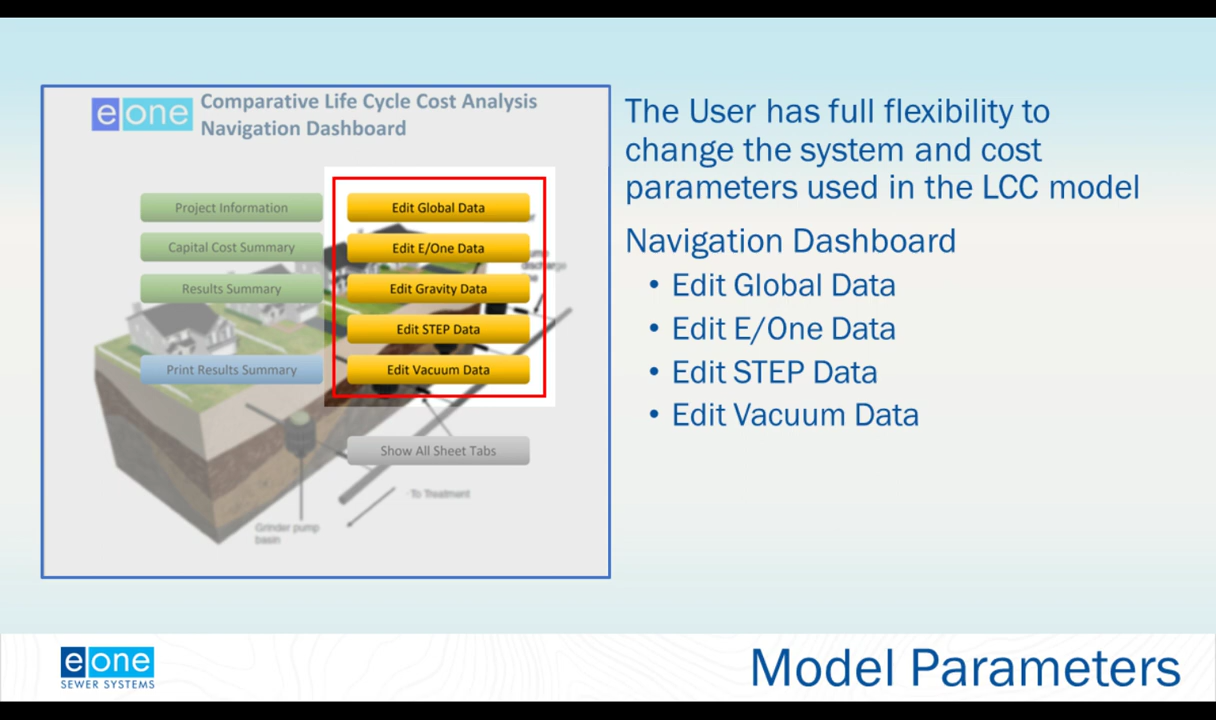 e one
Comparative Life Cycle Cost Analysis
Navigation Dashboard
Project Information
Capital Cost Summary
Results Summary
Print Results Summary
Edit Global Data
Edit E/One Data
Edit Gravity Data
Edit STEP Data
Edit Vacuum Data
Show All Sheet Tabs
discharge
To Treatment
Grinder pump
basin
The User has full flexibility to
change the system and cost
parameters used in the LCC model
Navigation Dashboard
• Edit Global Data
• Edit E/One Data
• Edit STEP Data
• Edit Vacuum Data
e one
SEWER SYSTEMS
Model Parameters